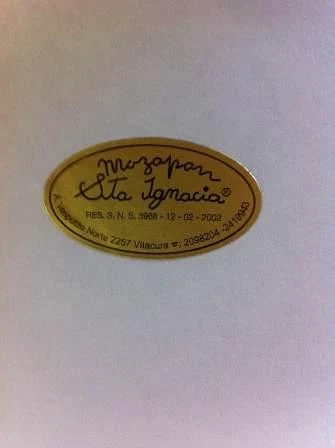 Mazapan
Sta Ignacia®
RES. S. N. S. 3988 - 12 - 02 - 2002
A. Vespucio Norte 2257 Vitacura ☎: 2098204 - 2419943